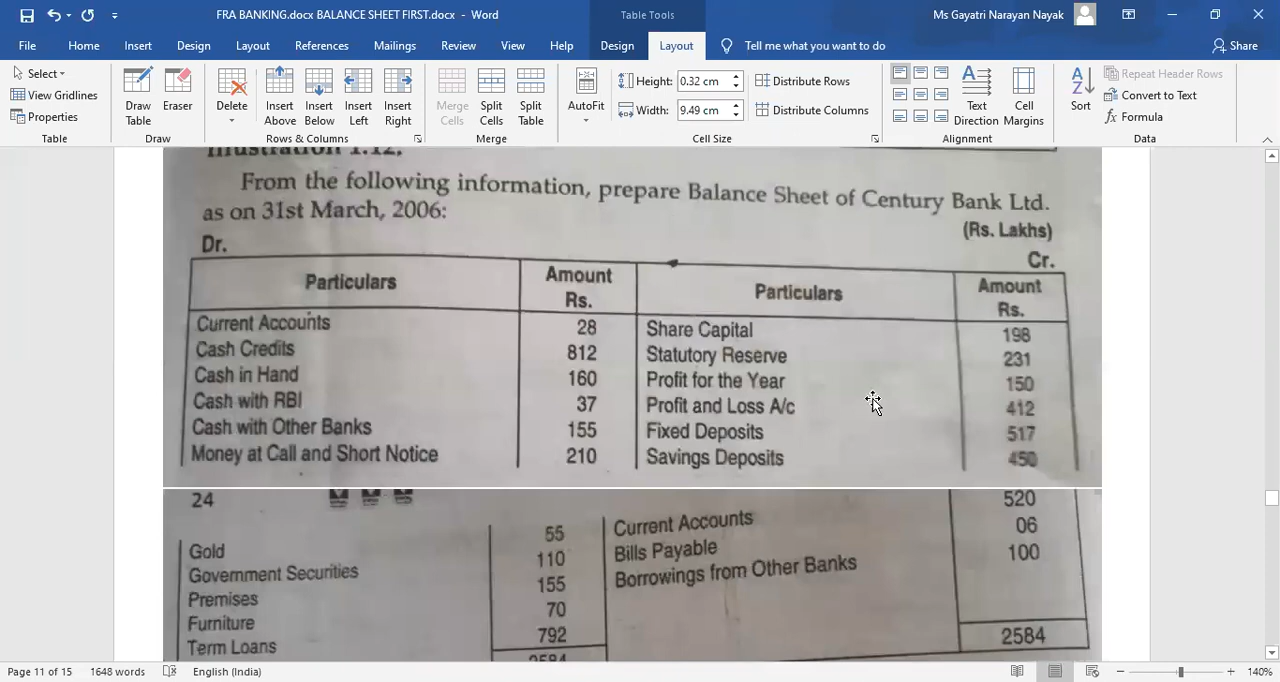 FRA BANKING.docx BALANCE SHEET FIRST.docx - Word
Table Tools
Ms Gayatri Narayan Nayak
File Home Insert Design Layout References Mailings Review View Help Design Layout Tell me what you want to do Share
Select
View Gridlines
Properties
Table
Draw Table
Eraser
Draw
Delete
Insert Above
Insert Below
Insert Left
Insert Right
Rows & Columns
Merge Cells
Split Cells
Split Table
Merge
AutoFit
Height: 0.32 cm
Width: 9.49 cm
Distribute Rows
Distribute Columns
Cell Size
Text Direction
Cell Margins
Alignment
Sort
Repeat Header Rows
Convert to Text
Formula
Data
Illustration 1.12.
From the following information, prepare Balance Sheet of Century Bank Ltd.
as on 31st March, 2006:
(Rs. Lakhs)
Dr. Cr.
Particulars Amount Rs. Particulars Amount Rs.
Current Accounts 28 Share Capital 198
Cash Credits 812 Statutory Reserve 231
Cash in Hand 160 Profit for the Year 150
Cash with RBI 37 Profit and Loss A/c 412
Cash with Other Banks 155 Fixed Deposits 517
Money at Call and Short Notice 210 Savings Deposits 450
24
Gold 55 Current Accounts 520
Government Securities 110 Bills Payable 06
Premises 155 Borrowings from Other Banks 100
Furniture 70
Term Loans 792
2584 2584
Page 11 of 15 1648 words English (India) 140%